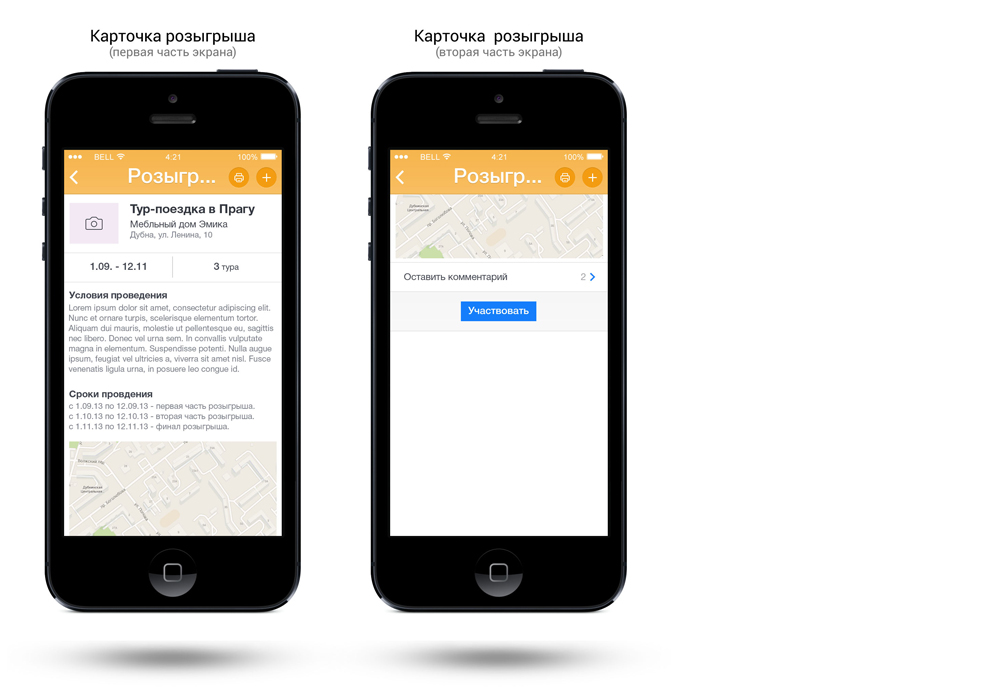 Карточка розыгрыша
(первая часть экрана)
BELL 4:21 100%
Розыгр...
Тур-поездка в Прагу
Мебльный дом Эмика
Дубна, ул. Ленина, 10
1.09. - 12.11 3 тура
Условия проведения
Lorem ipsum dolor sit amet, consectetur adipiscing elit.
Nunc et ornare turpis, scelerisque elementum tortor.
Aliquam dui mauris, molestie ut pellentesque eu, sagittis
nec libero. Donec vel urna sem. In convallis vulputate
magna in elementum. Suspendisse potenti. Nulla augue
ipsum, feugiat vel ultricies a, viverra sit amet nisl. Fusce
venenatis ligula urna, in posuere leo congue id.
Сроки провдения
с 1.09.13 по 12.09.13 - первая часть розыгрыша.
с 1.10.13 по 12.10.13 - вторая часть розыгрыша.
с 1.11.13 по 12.11.13 - финал розыгрыша.
Карточка розыгрыша
(вторая часть экрана)
BELL 4:21 100%
Розыгр...
Оставить комментарий 2
Участвовать